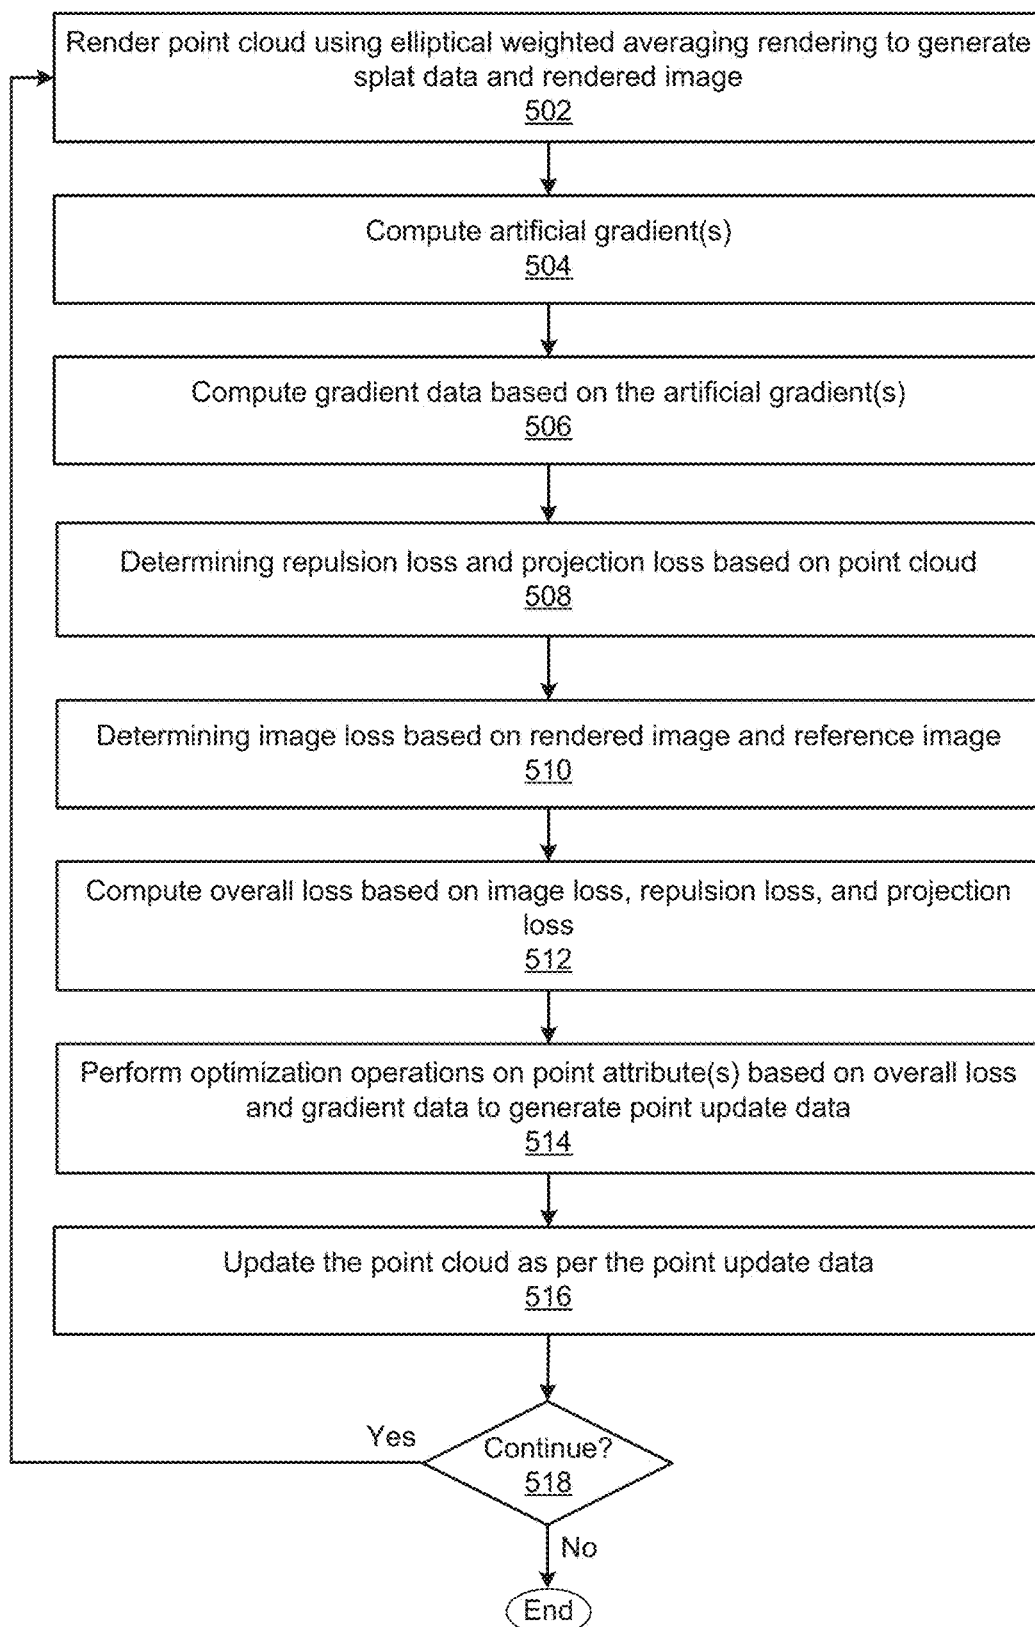 Render point cloud using elliptical weighted averaging rendering to generate
splat data and rendered image
502
Compute artificial gradient(s)
504
Compute gradient data based on the artificial gradient(s)
506
Determining repulsion loss and projection loss based on point cloud
508
Determining image loss based on rendered image and reference image
510
Compute overall loss based on image loss, repulsion loss, and projection
loss
512
Perform optimization operations on point attribute(s) based on overall loss
and gradient data to generate point update data
514
Update the point cloud as per the point update data
516
Yes
Continue?
518
No
End